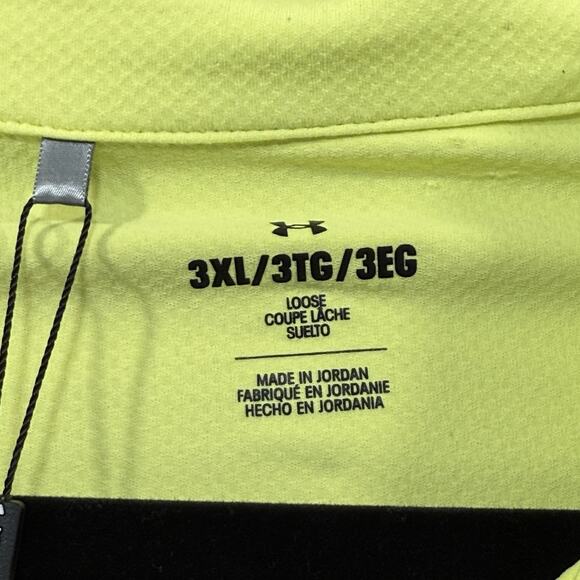 3XL/3TG/3EG
LOOSE
COUPE LÂCHE
SUELTO
MADE IN JORDAN
FABRIQUÉ EN JORDANIE
HECHO EN JORDANIA